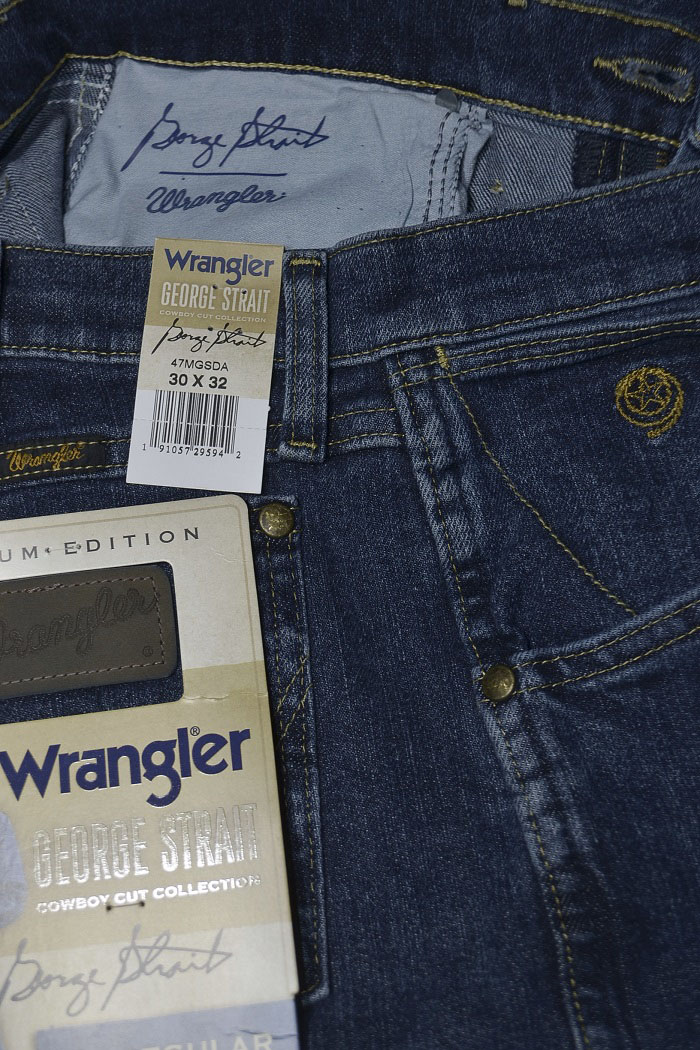 George Strait
Wrangler
Wrangler
GEORGE STRAIT
COWBOY CUT COLLECTION
George Strait
47MGSDA
30 X 32
1 91057 29594 2
Wrangler
UM·EDITION
Wrangler ®
Wrangler®
GEORGE STRAIT
COWBOY CUT COLLECTION
George Strait
GULAR